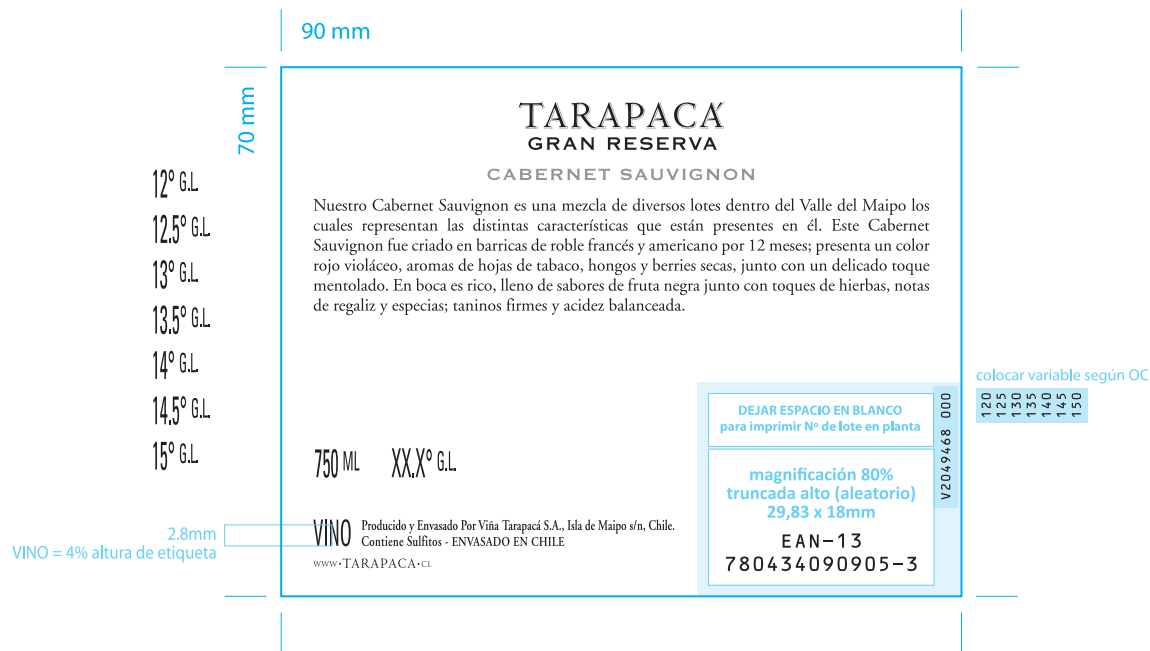 90 mm
70 mm
TARAPACÁ
GRAN RESERVA
CABERNET SAUVIGNON
Nuestro Cabernet Sauvignon es una mezcla de diversos lotes dentro del Valle del Maipo los
cuales representan las distintas características que están presentes en él. Este Cabernet
Sauvignon fue criado en barricas de roble francés y americano por 12 meses; presenta un color
rojo violáceo, aromas de hojas de tabaco, hongos y berries secas, junto con un delicado toque
mentolado. En boca es rico, lleno de sabores de fruta negra junto con toques de hierbas, notas
de regaliz y especias; taninos firmes y acidez balanceada.
12° G.L
12.5° G.L
13° G.L
13.5° G.L
14° G.L
14.5° G.L
15° G.L
750 ML XX.X° G.L.
2.8mm
VINO = 4% altura de etiqueta
VINO
Producido y Envasado Por Viña Tarapacá S.A., Isla de Maipo s/n, Chile.
Contiene Sulfitos - ENVASADO EN CHILE
WWW·TARAPACA·CL
DEJAR ESPACIO EN BLANCO
para imprimir Nº de lote en planta
magnificación 80%
truncada alto (aleatorio)
29,83 x 18mm
EAN-13
780434090905-3
V2049468 000
colocar variable según OC
120
125
130
135
140
145
150